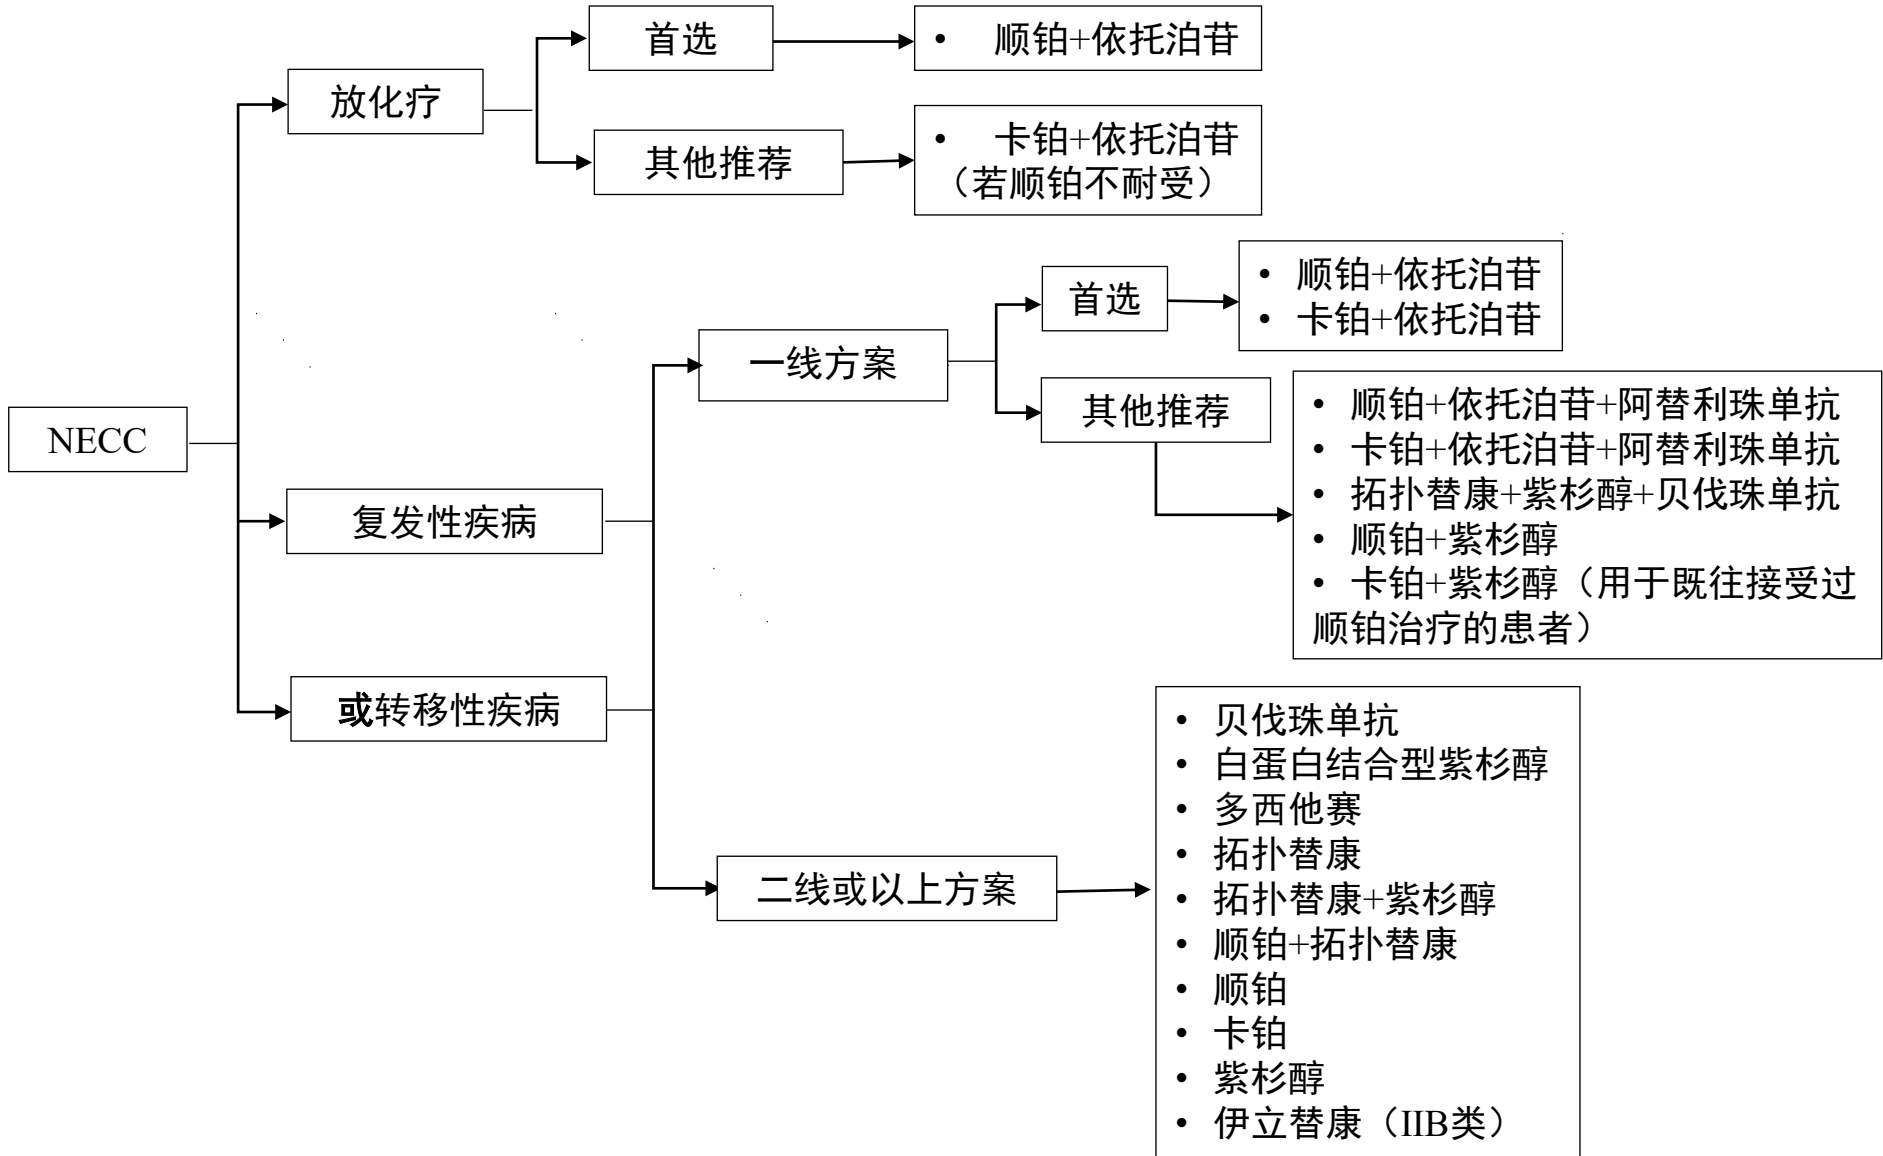 首选
• 顺铂+依托泊苷
放化疗
其他推荐
• 卡铂+依托泊苷
（若顺铂不耐受）
NECC
复发性疾病
或转移性疾病
一线方案
首选
• 顺铂+依托泊苷
• 卡铂+依托泊苷
其他推荐
• 顺铂+依托泊苷+阿替利珠单抗
• 卡铂+依托泊苷+阿替利珠单抗
• 拓扑替康+紫杉醇+贝伐珠单抗
• 顺铂+紫杉醇
• 卡铂+紫杉醇（用于既往接受过
顺铂治疗的患者）
二线或以上方案
• 贝伐珠单抗
• 白蛋白结合型紫杉醇
• 多西他赛
• 拓扑替康
• 拓扑替康+紫杉醇
• 顺铂+拓扑替康
• 顺铂
• 卡铂
• 紫杉醇
• 伊立替康（IIB类）